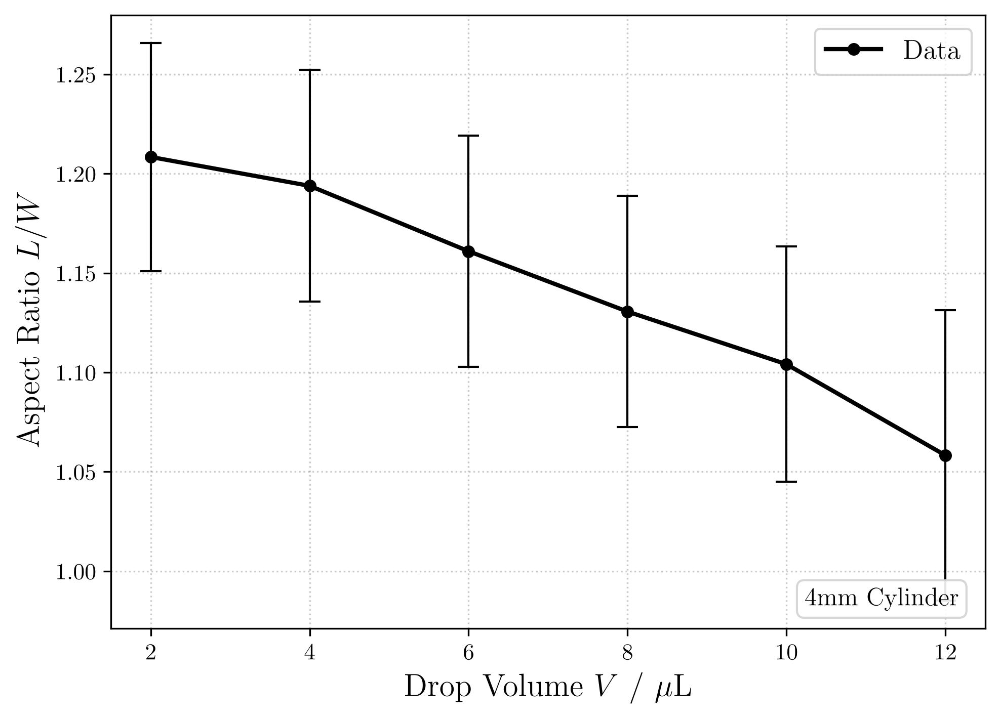 Data
1.25
1.20
1.15
1.10
1.05
1.00
Aspect Ratio L/W
4mm Cylinder
2 4 6 8 10 12
Drop Volume V / μL